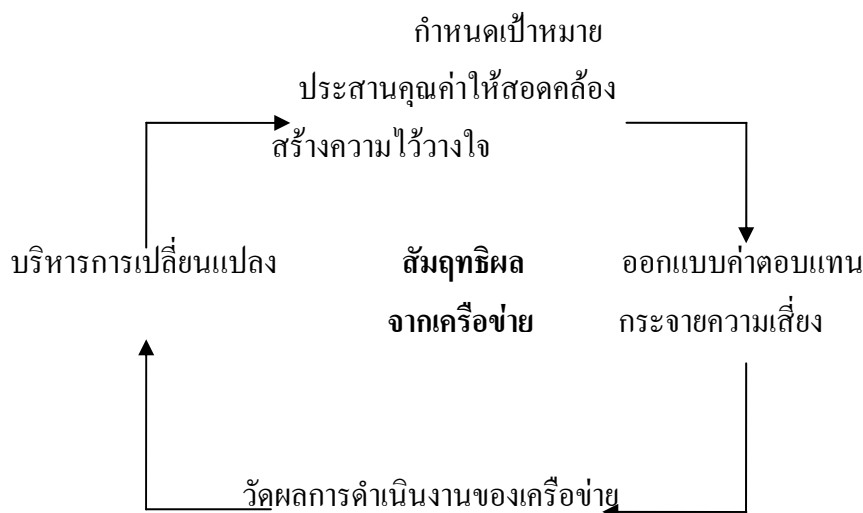 กำหนดเป้าหมาย
ประสานคุณค่าให้สอดคล้อง
สร้างความไว้วางใจ
บริหารการเปลี่ยนแปลง
สัมฤทธิผล
จากเครือข่าย
ออกแบบค่าตอบแทน
กระจายความเสี่ยง
วัดผลการดำเนินงานของเครือข่าย